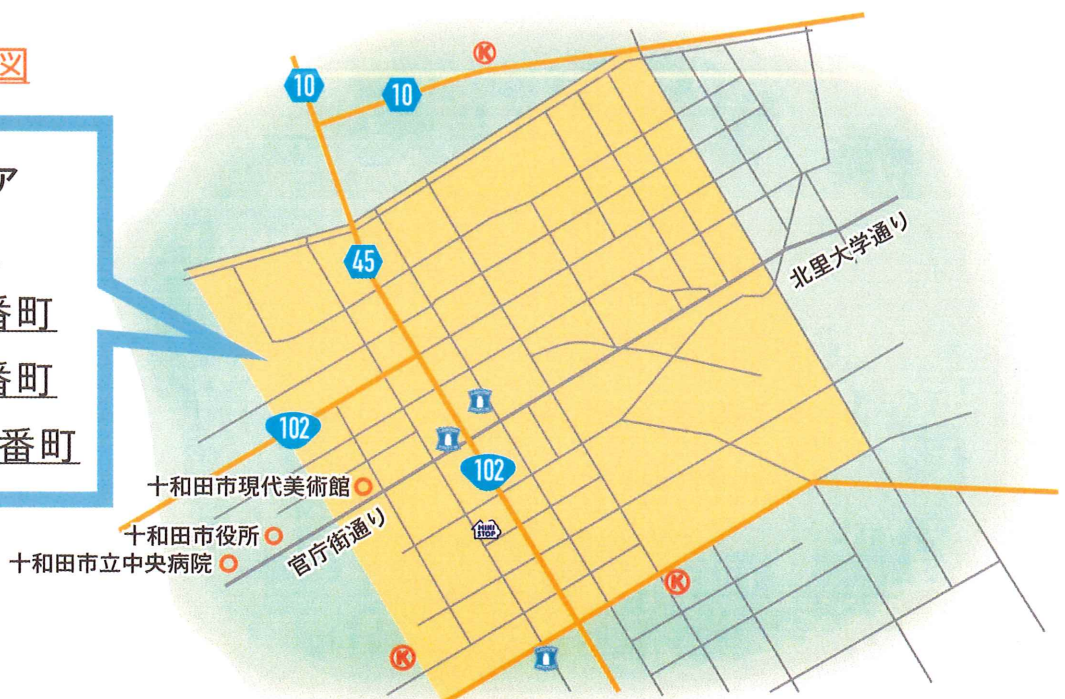 図
10
10
ア
45
北里大学通り
番町
番町
102
番町
102
十和田市現代美術館
MINI STOP
十和田市役所
官庁街通り
十和田市立中央病院
K
K
K